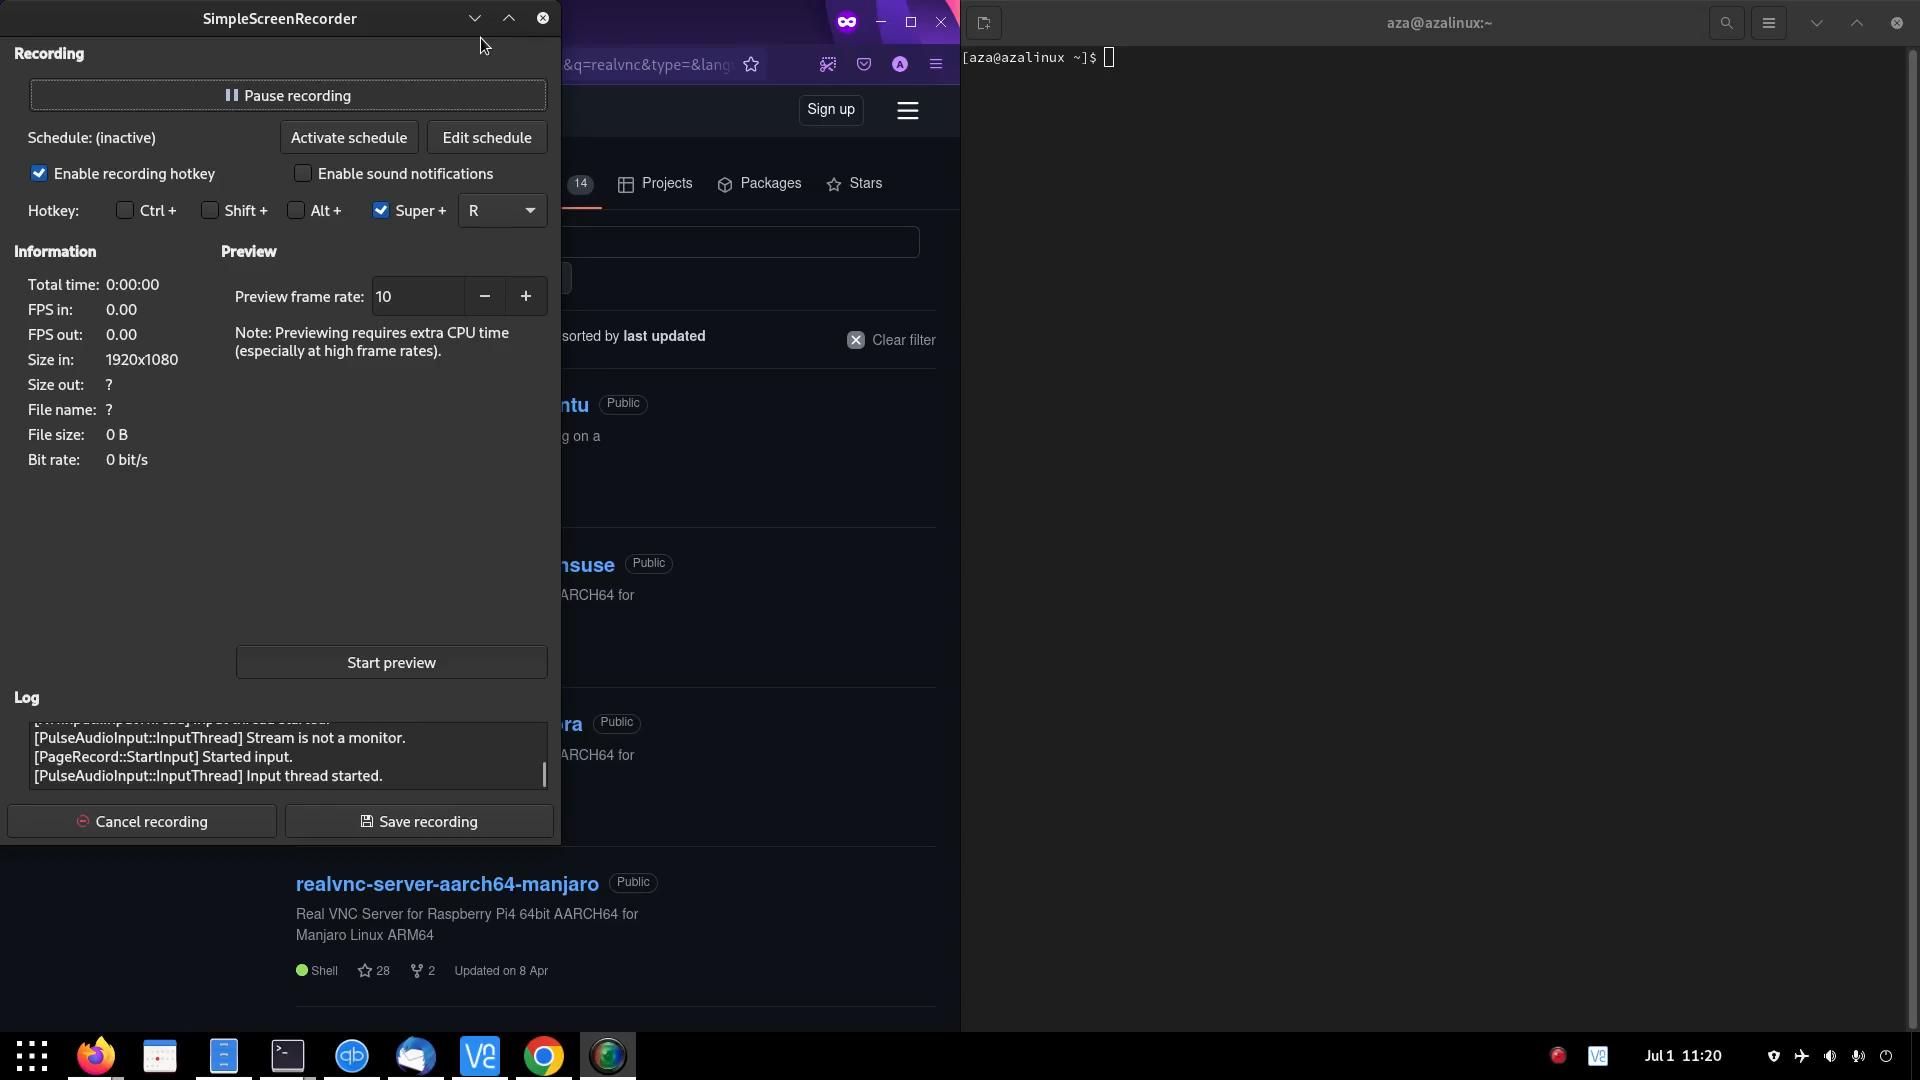 SimpleScreenRecorder
Recording
Pause recording
Schedule: (inactive)
Activate schedule
Edit schedule
Enable recording hotkey
Enable sound notifications
Hotkey:
Ctrl +
Shift +
Alt +
Super +
R
Information
Total time: 0:00:00
FPS in: 0.00
FPS out: 0.00
Size in: 1920x1080
Size out: ?
File name: ?
File size: 0 B
Bit rate: 0 bit/s
Preview
Preview frame rate: 10
Note: Previewing requires extra CPU time
(especially at high frame rates).
Start preview
Log
[PulseAudioInput::InputThread] Stream is not a monitor.
[PageRecord::StartInput] Started input.
[PulseAudioInput::InputThread] Input thread started.
Cancel recording
Save recording
&q=realvnc&type=&lang
A
Sign up
14
Projects
Packages
Stars
sorted by last updated
Clear filter
ntu
Public
g on a
nsuse
Public
ARCH64 for
ora
Public
ARCH64 for
realvnc-server-aarch64-manjaro
Public
Real VNC Server for Raspberry Pi4 64bit AARCH64 for
Manjaro Linux ARM64
Shell
28
2
Updated on 8 Apr
aza@azalinux:~
[aza@azalinux ~]$
qb
Jul 1 11:20